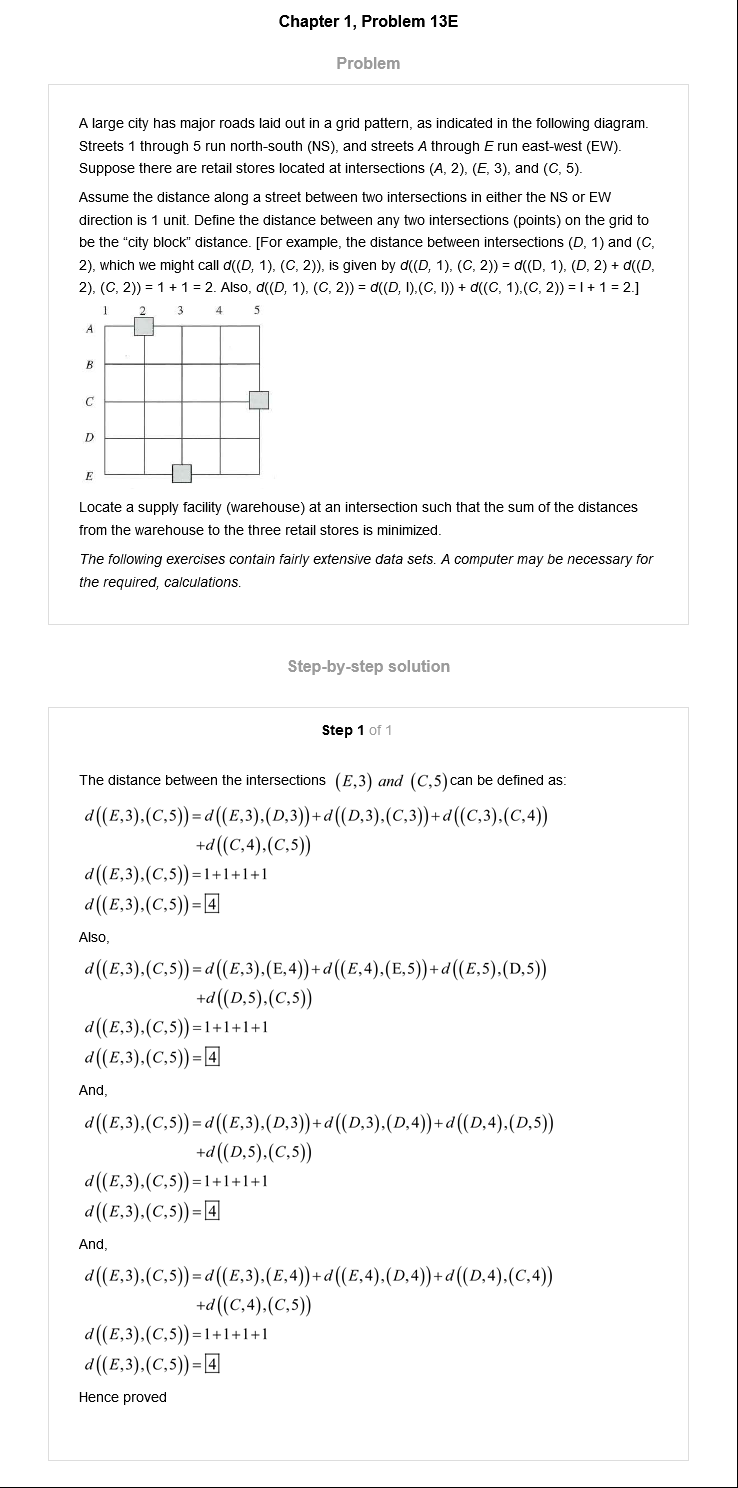 Chapter 1, Problem 13E
Problem
A large city has major roads laid out in a grid pattern, as indicated in the following diagram.
Streets 1 through 5 run north-south (NS), and streets A through E run east-west (EW).
Suppose there are retail stores located at intersections (A, 2), (E, 3), and (C, 5).
Assume the distance along a street between two intersections in either the NS or EW
direction is 1 unit. Define the distance between any two intersections (points) on the grid to
be the “city block” distance. [For example, the distance between intersections (D, 1) and (C,
2), which we might call d((D, 1), (C, 2)), is given by d((D, 1), (C, 2)) = d((D, 1), (D, 2) + d((D,
2), (C, 2)) = 1 + 1 = 2. Also, d((D, 1), (C, 2)) = d((D, I),(C, I)) + d((C, 1),(C, 2)) = I + 1 = 2.]
1 2 3 4 5
A
B
C
D
E
Locate a supply facility (warehouse) at an intersection such that the sum of the distances
from the warehouse to the three retail stores is minimized.
The following exercises contain fairly extensive data sets. A computer may be necessary for
the required, calculations.
Step-by-step solution
Step 1 of 1
The distance between the intersections (E,3) and (C,5) can be defined as:
d((E,3),(C,5))=d((E,3),(D,3))+d((D,3),(C,3))+d((C,3),(C,4))
+d((C,4),(C,5))
d((E,3),(C,5))=1+1+1+1
d((E,3),(C,5))=4
Also,
d((E,3),(C,5))=d((E,3),(E,4))+d((E,4),(E,5))+d((E,5),(D,5))
+d((D,5),(C,5))
d((E,3),(C,5))=1+1+1+1
d((E,3),(C,5))=4
And,
d((E,3),(C,5))=d((E,3),(D,3))+d((D,3),(D,4))+d((D,4),(D,5))
+d((D,5),(C,5))
d((E,3),(C,5))=1+1+1+1
d((E,3),(C,5))=4
And,
d((E,3),(C,5))=d((E,3),(E,4))+d((E,4),(D,4))+d((D,4),(C,4))
+d((C,4),(C,5))
d((E,3),(C,5))=1+1+1+1
d((E,3),(C,5))=4
Hence proved